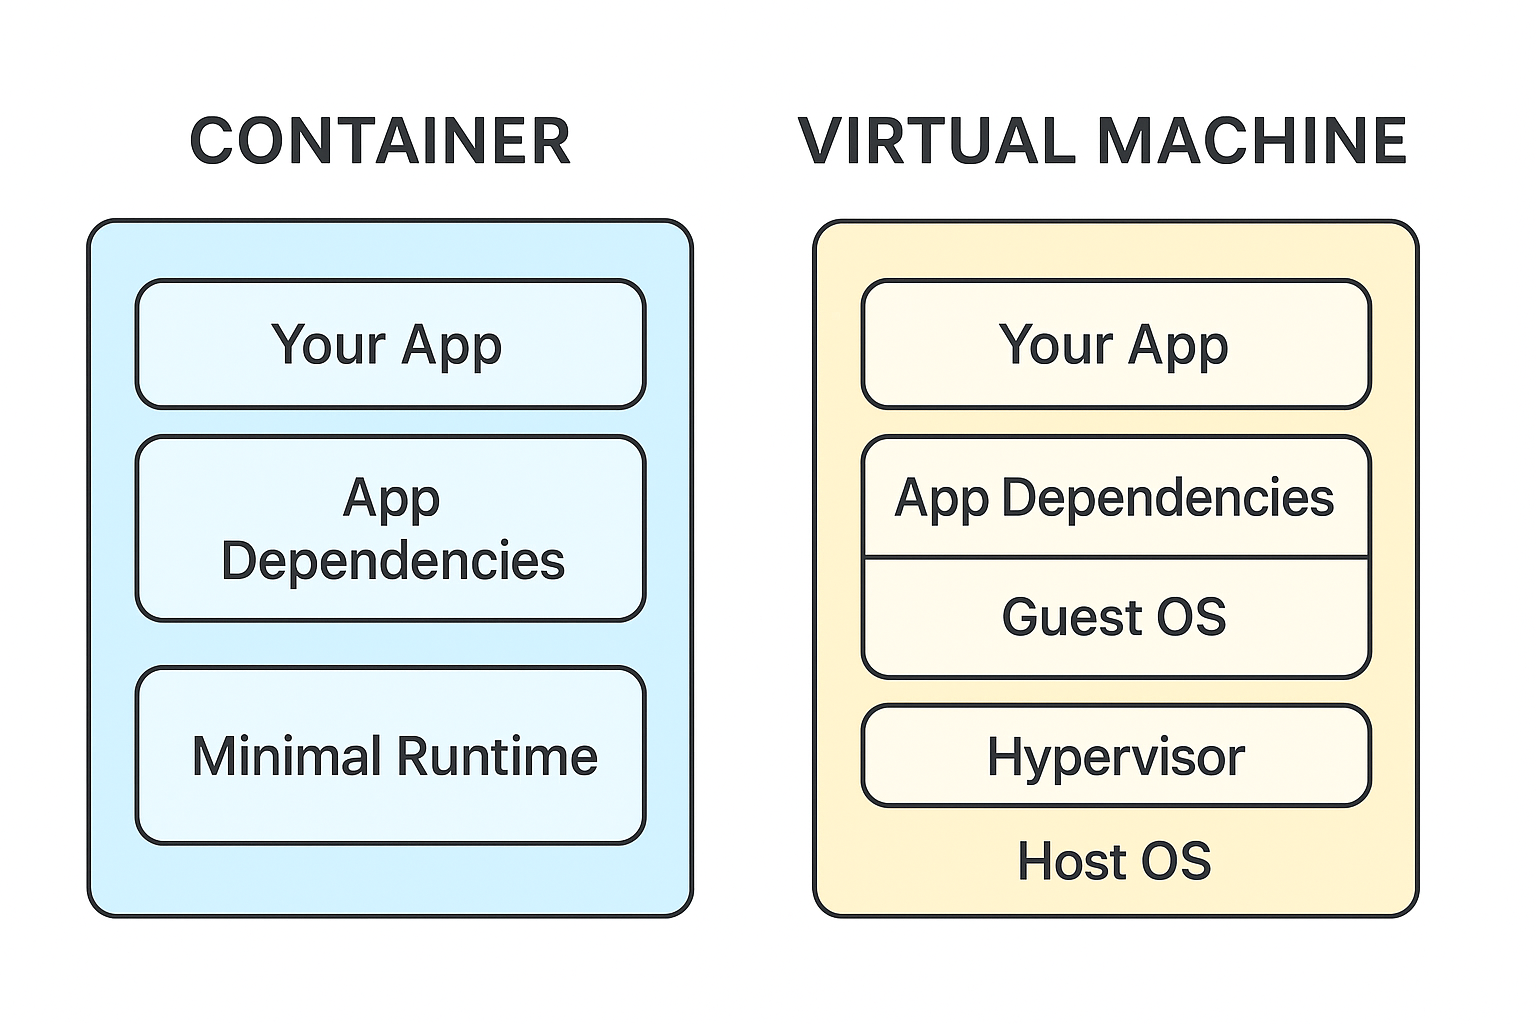 CONTAINER
Your App
App
Dependencies
Minimal Runtime
VIRTUAL MACHINE
Your App
App Dependencies
Guest OS
Hypervisor
Host OS